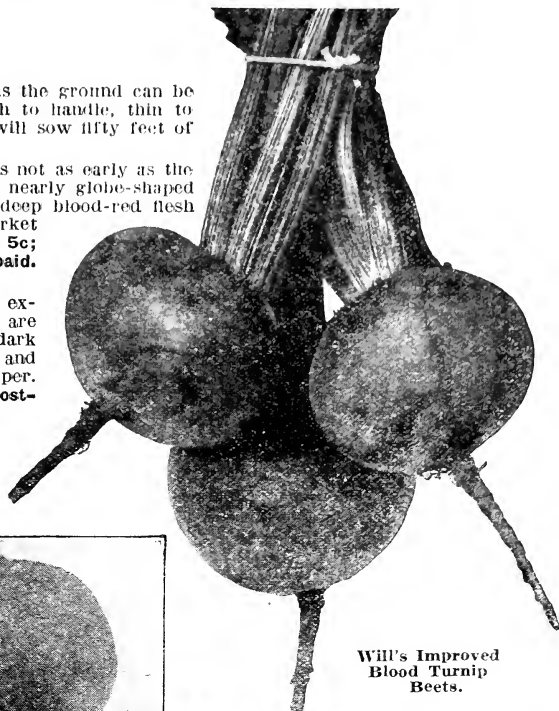 s the ground can be
h to handle, thin to
will sow fifty feet of
s not as early as the
nearly globe-shaped
deep blood-red flesh
rket
5c;
paid.
ex-
are
dark
and
per.
ost-
Will's Improved
Blood Turnip
Beets.